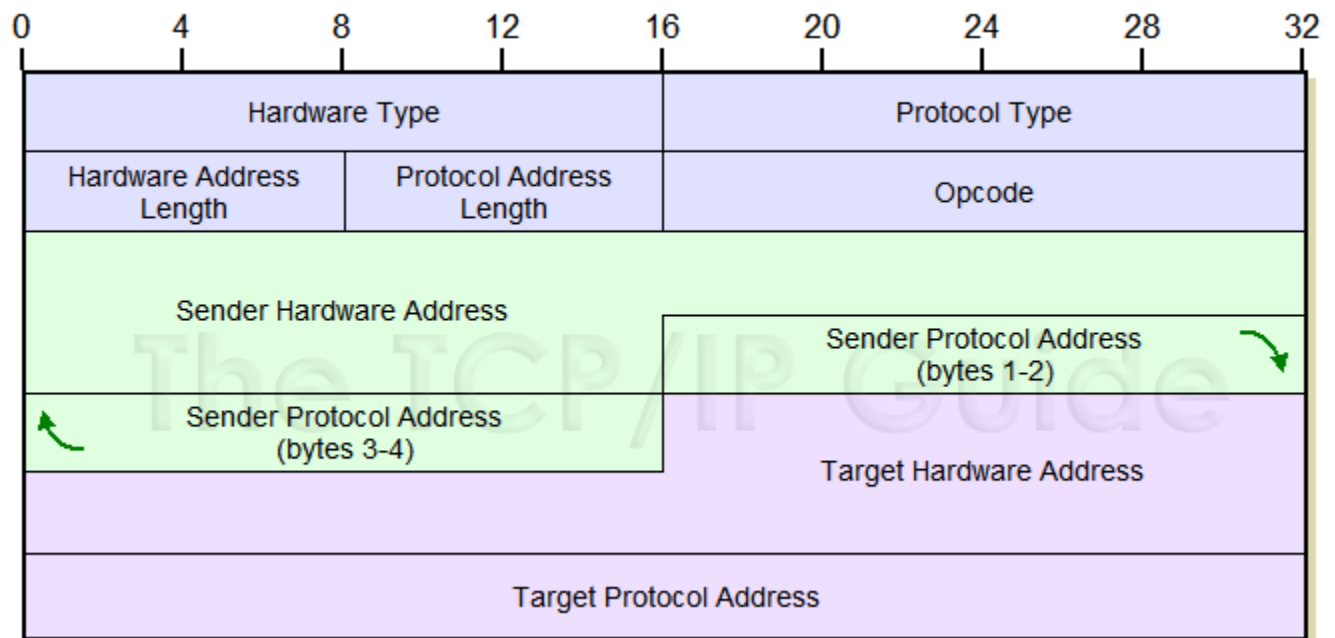 0 4 8 12 16 20 24 28 32
Hardware Type Protocol Type
Hardware Address
Length
Protocol Address
Length
Opcode
Sender Hardware Address
Sender Protocol Address
(bytes 1-2)
Sender Protocol Address
(bytes 3-4)
Target Hardware Address
Target Protocol Address
The TCP/IP Guide